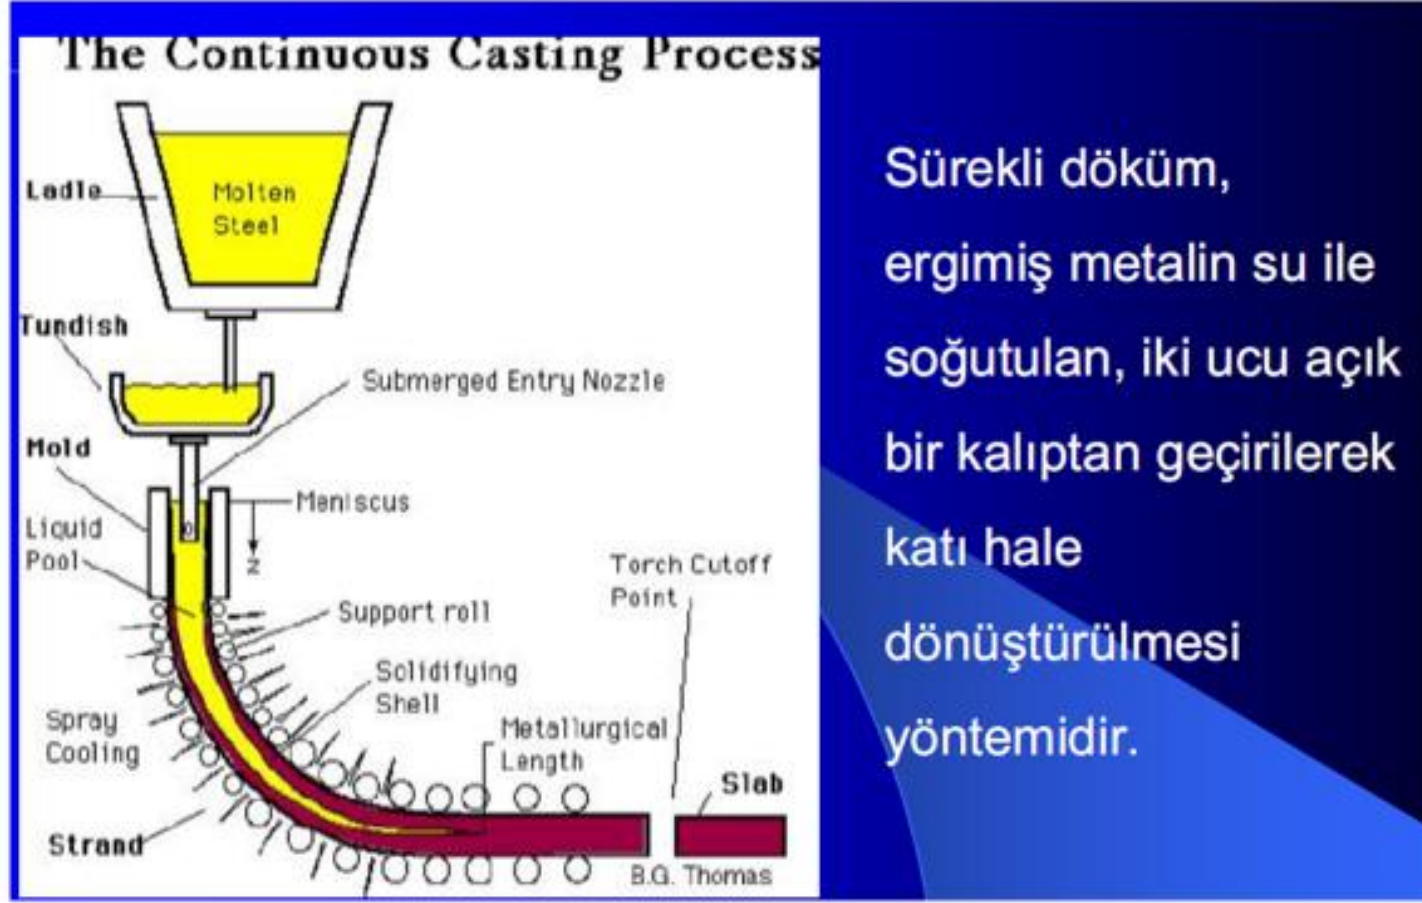 The Continuous Casting Process
Ladle
Molten
Steel
Tundish
Submerged Entry Nozzle
Mold
Meniscus
Liquid
Pool
z
Torch Cutoff
Point
Support roll
Solidifying
Shell
Spray
Cooling
Metallurgical
Length
Slab
Strand
B.G. Thomas
Sürekli döküm,
ergimiş metalin su ile
soğutulan, iki ucu açık
bir kalıptan geçirilerek
katı hale
dönüştürülmesi
yöntemidir.